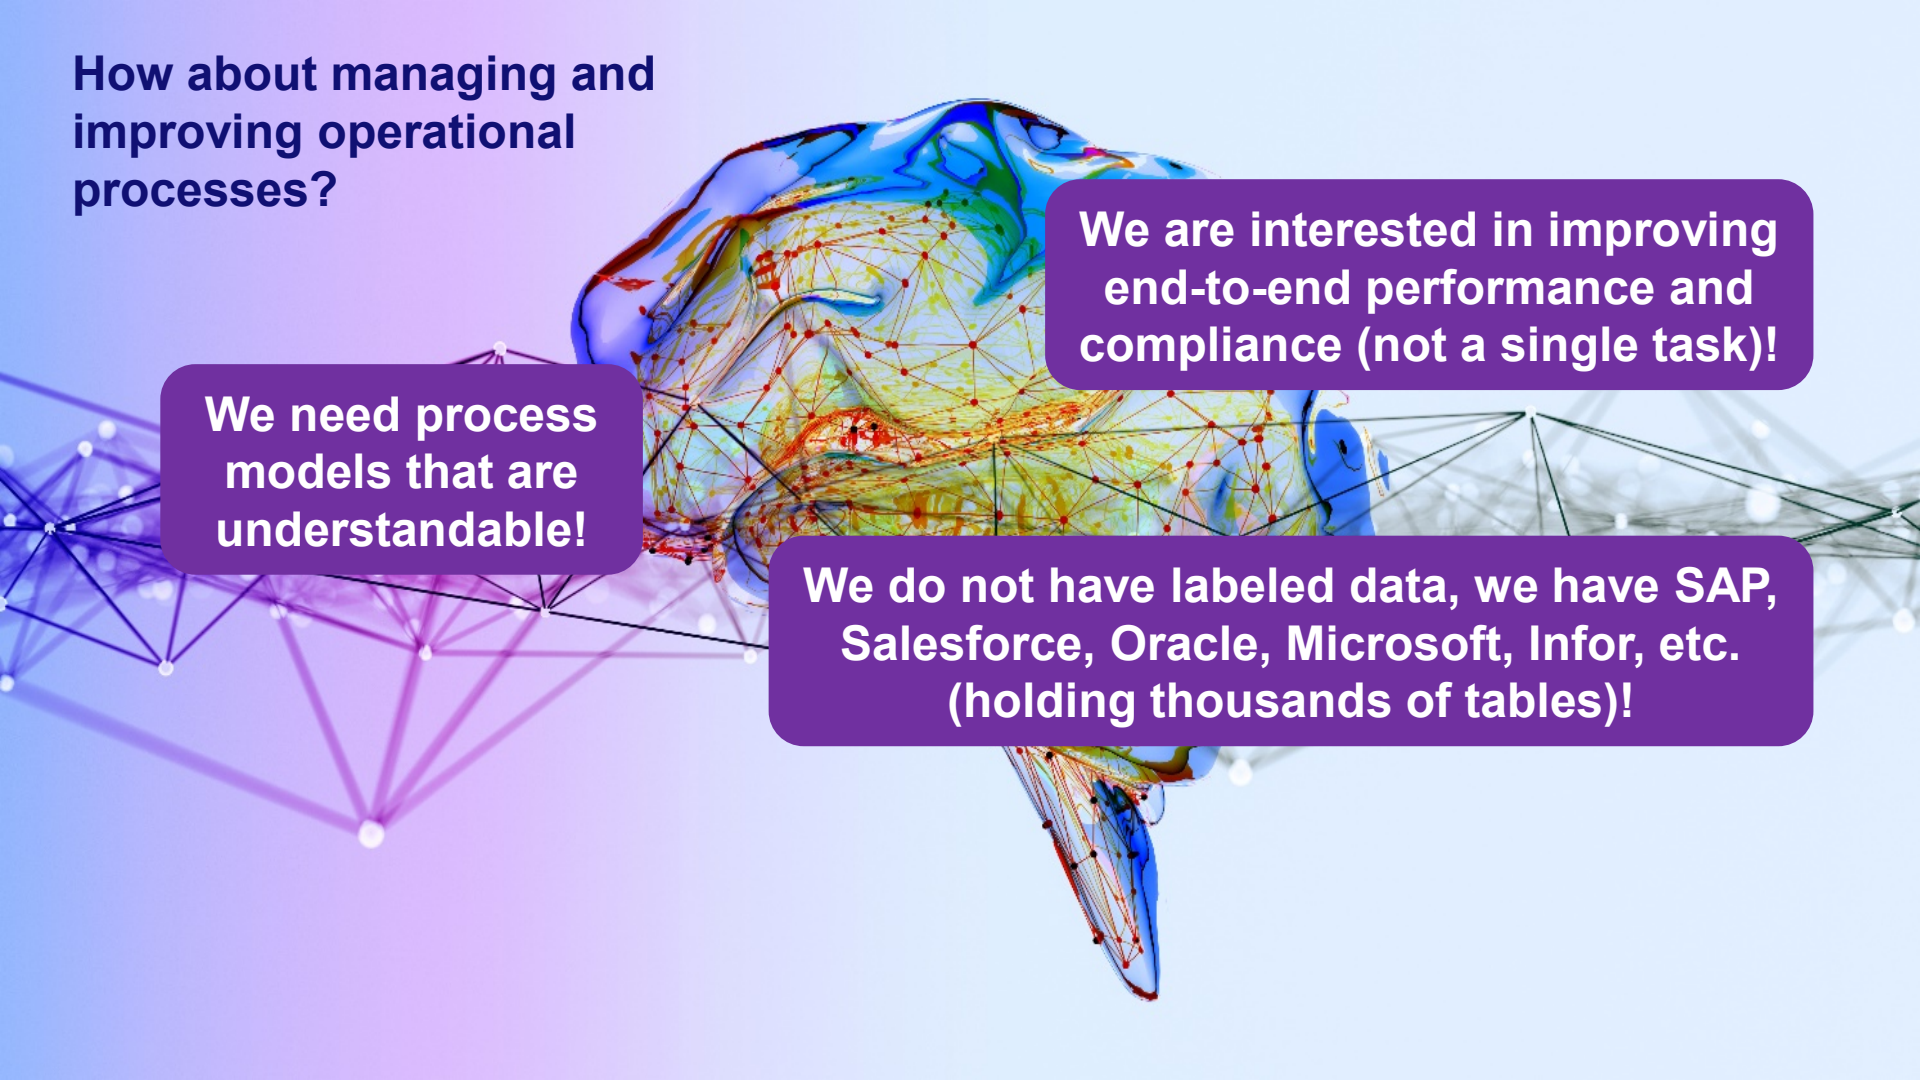 How about managing and
improving operational
processes?
We are interested in improving
end-to-end performance and
compliance (not a single task)!
We need process
models that are
understandable!
We do not have labeled data, we have SAP,
Salesforce, Oracle, Microsoft, Infor, etc.
(holding thousands of tables)!